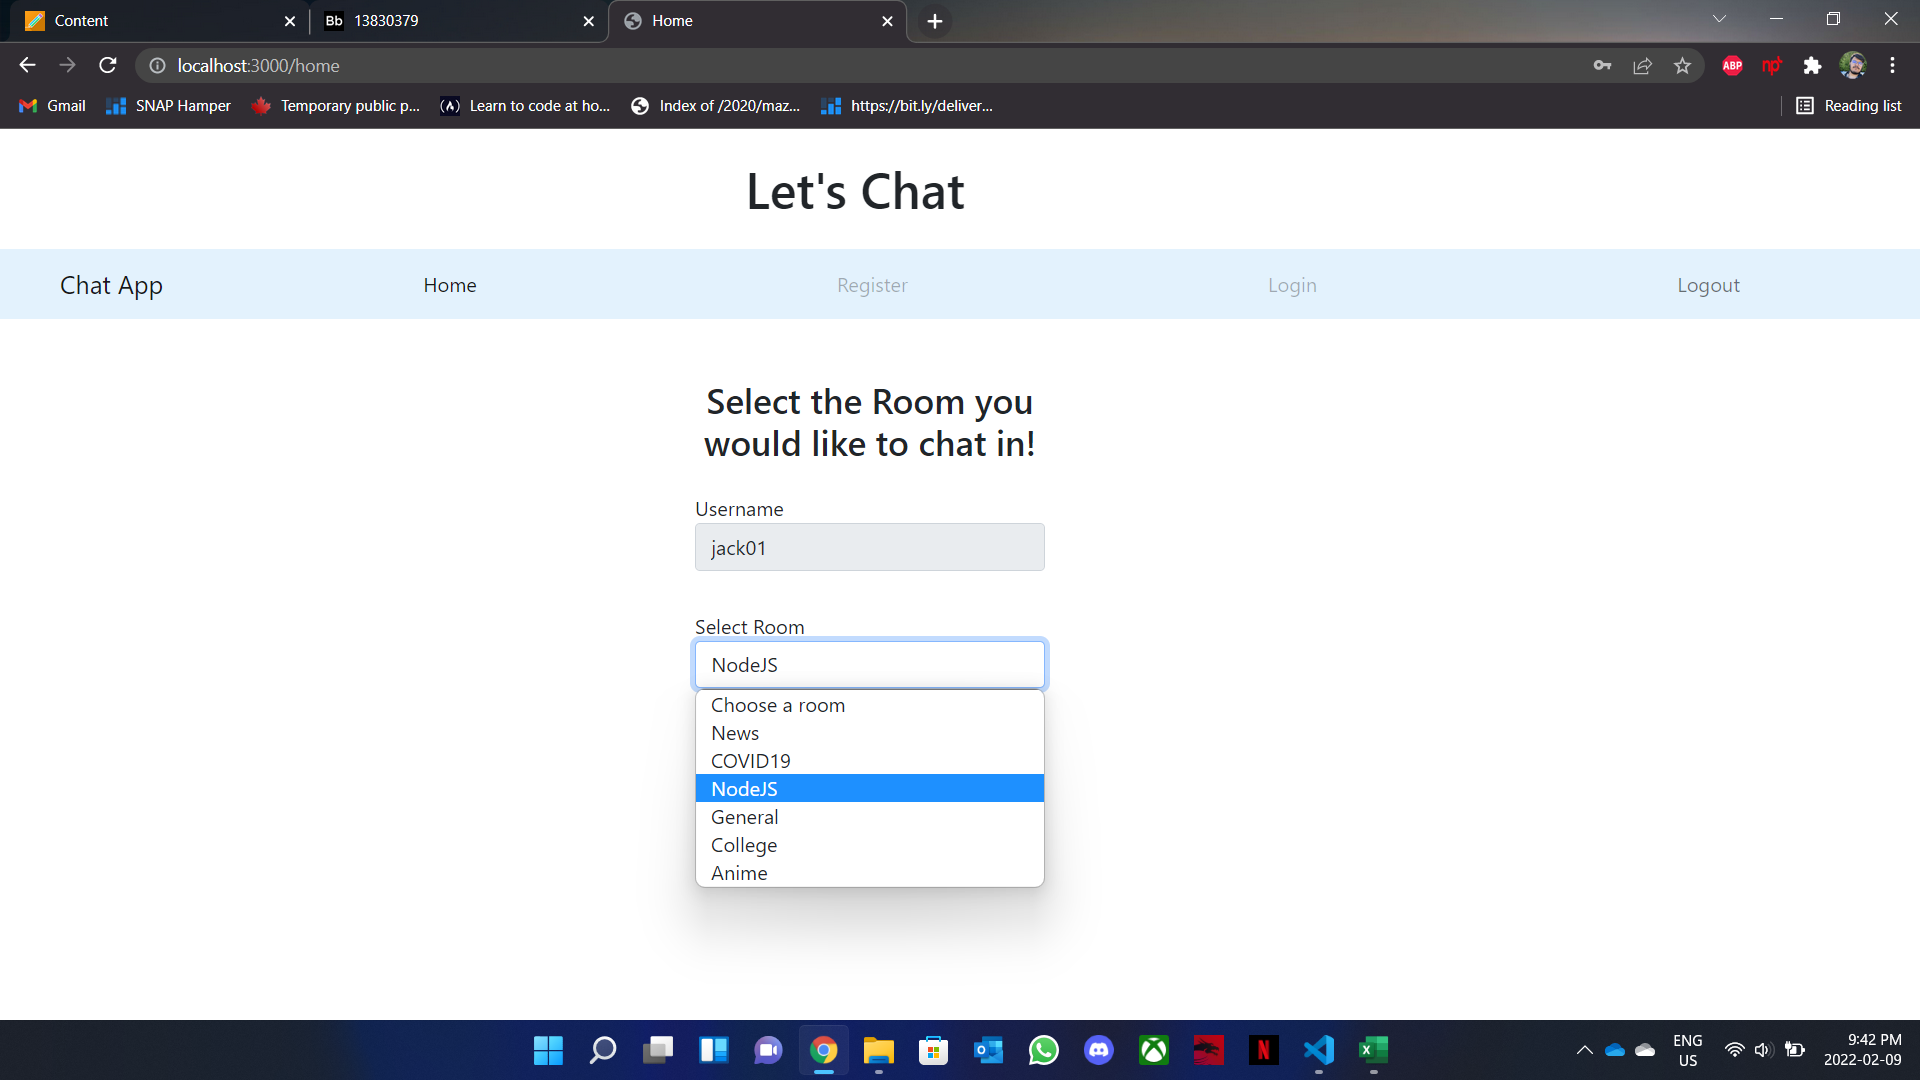 Content
Bb 13830379
Home
localhost:3000/home
ABP
np
Gmail
SNAP Hamper
Temporary public p...
(A) Learn to code at ho...
Index of /2020/maz...
https://bit.ly/deliver...
Reading list
Let's Chat
Chat App Home Register Login Logout
Select the Room you
would like to chat in!
Username
jack01
Select Room
NodeJS
Choose a room
News
COVID19
NodeJS
General
College
Anime
ENG
US
9:42 PM
2022-02-09